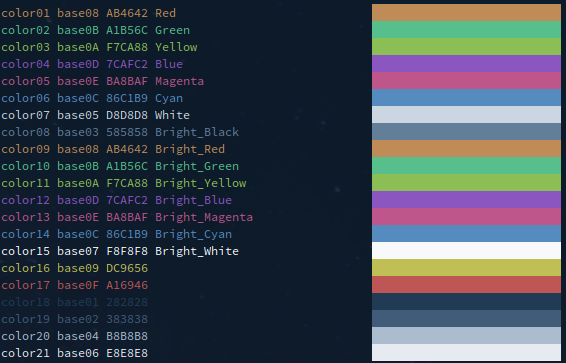 color01 base08 AB4642 Red
color02 base0B A1B56C Green
color03 base0A F7CA88 Yellow
color04 base0D 7CAFC2 Blue
color05 base0E BA8BAF Magenta
color06 base0C 86C1B9 Cyan
color07 base05 D8D8D8 White
color08 base03 585858 Bright_Black
color09 base08 AB4642 Bright_Red
color10 base0B A1B56C Bright_Green
color11 base0A F7CA88 Bright_Yellow
color12 base0D 7CAFC2 Bright_Blue
color13 base0E BA8BAF Bright_Magenta
color14 base0C 86C1B9 Bright_Cyan
color15 base07 F8F8F8 Bright_White
color16 base09 DC9656
color17 base0F A16946
color18 base01 282828
color19 base02 383838
color20 base04 B8B8B8
color21 base06 E8E8E8